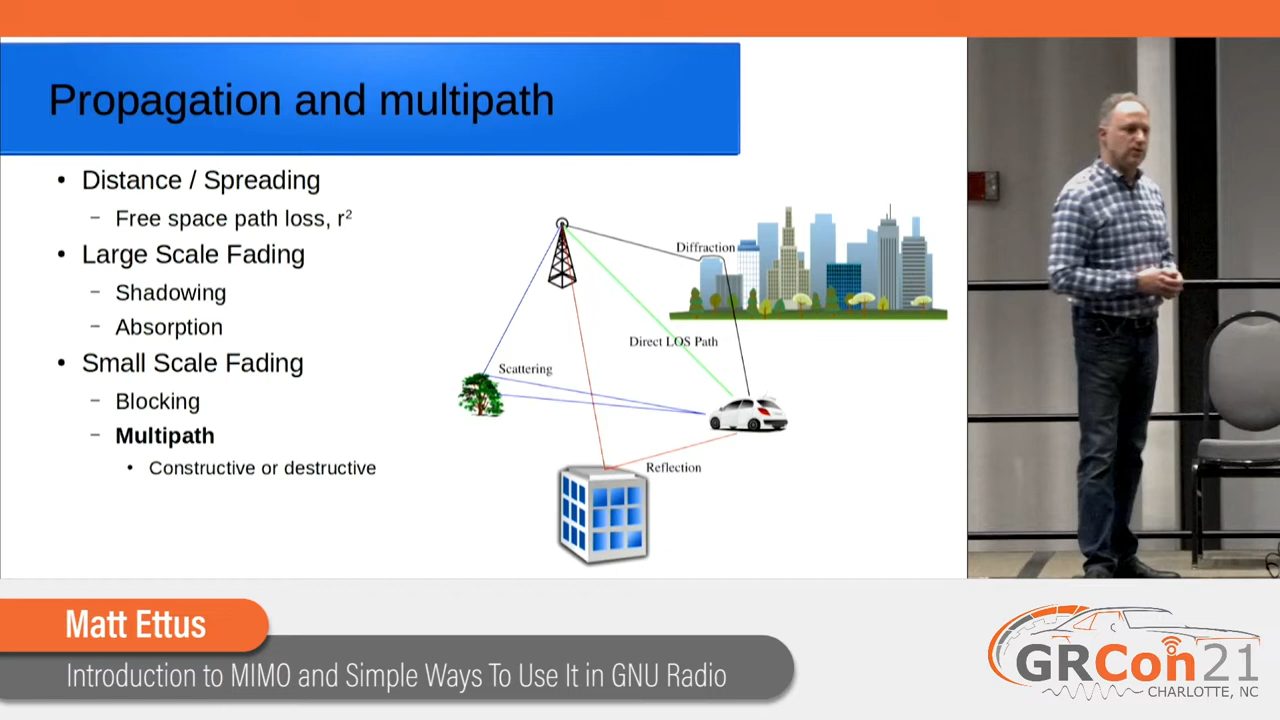 Propagation and multipath
• Distance / Spreading
– Free space path loss, r²
• Large Scale Fading
– Shadowing
– Absorption
• Small Scale Fading
– Blocking
– Multipath
• Constructive or destructive
Diffraction
Direct LOS Path
Scattering
Reflection
Matt Ettus
Introduction to MIMO and Simple Ways To Use It in GNU Radio
GRCon21
CHARLOTTE, NC